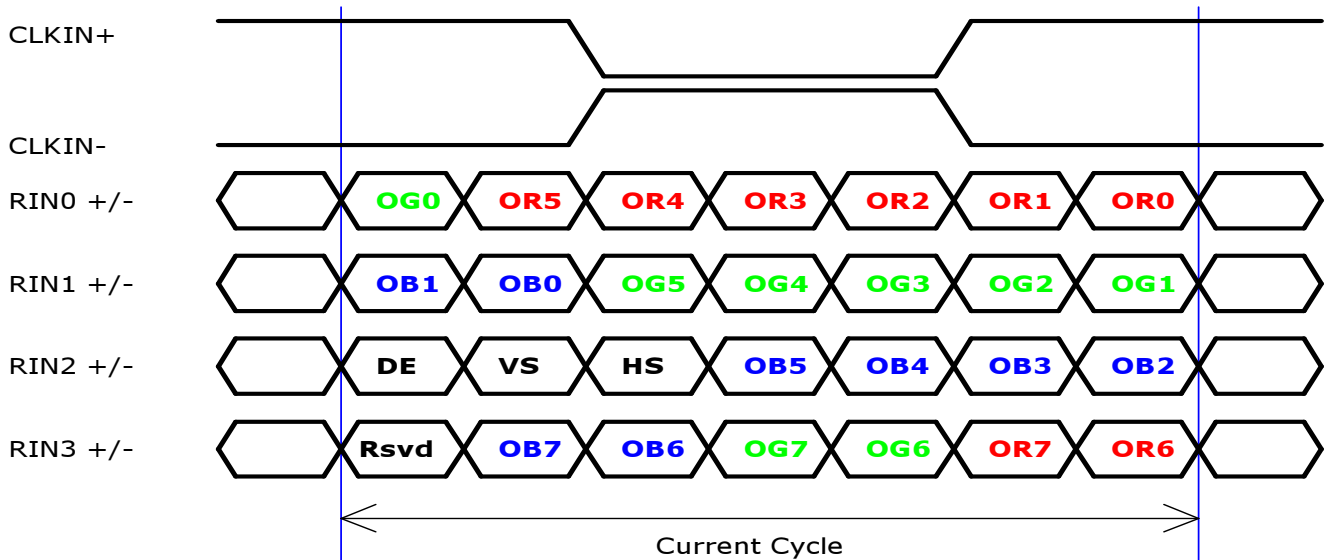 CLKIN+
CLKIN-
RIN0 +/- OG0 OR5 OR4 OR3 OR2 OR1 OR0
RIN1 +/- OB1 OB0 OG5 OG4 OG3 OG2 OG1
RIN2 +/- DE VS HS OB5 OB4 OB3 OB2
RIN3 +/- Rsvd OB7 OB6 OG7 OG6 OR7 OR6
Current Cycle